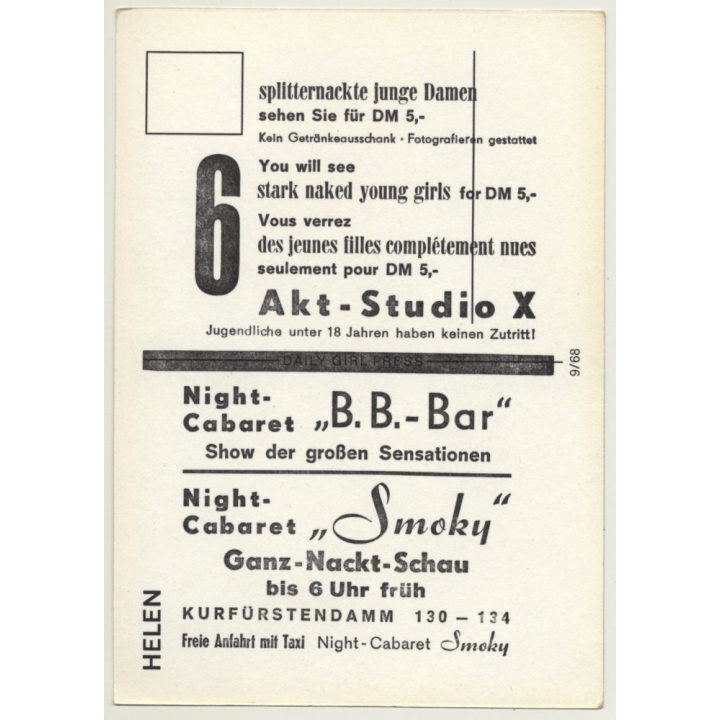 splitternackte junge Damen
sehen Sie für DM 5,-
Kein Getränkeausschank · Fotografieren gestattet
6
You will see
stark naked young girls for DM 5,-
Vous verrez
des jeunes filles complétement nues
seulement pour DM 5,-
Akt-Studio X
Jugendliche unter 18 Jahren haben keinen Zutritt!
DAILY GIRL PRESS
9/68
Night-
Cabaret „B.B.-Bar“
Show der großen Sensationen
Night-
Cabaret „Smoky“
Ganz-Nackt-Schau
bis 6 Uhr früh
KURFÜRSTENDAMM 130 – 134
Freie Anfahrt mit Taxi Night-Cabaret Smoky
HELEN